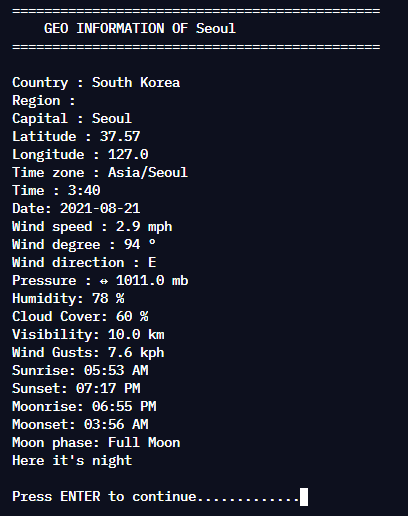 ==============================================
GEO INFORMATION OF Seoul
==============================================
Country : South Korea
Region :
Capital : Seoul
Latitude : 37.57
Longitude : 127.0
Time zone : Asia/Seoul
Time : 3:40
Date: 2021-08-21
Wind speed : 2.9 mph
Wind degree : 94 °
Wind direction : E
Pressure : ⇔ 1011.0 mb
Humidity: 78 %
Cloud Cover: 60 %
Visibility: 10.0 km
Wind Gusts: 7.6 kph
Sunrise: 05:53 AM
Sunset: 07:17 PM
Moonrise: 06:55 PM
Moonset: 03:56 AM
Moon phase: Full Moon
Here it's night
Press ENTER to continue.............